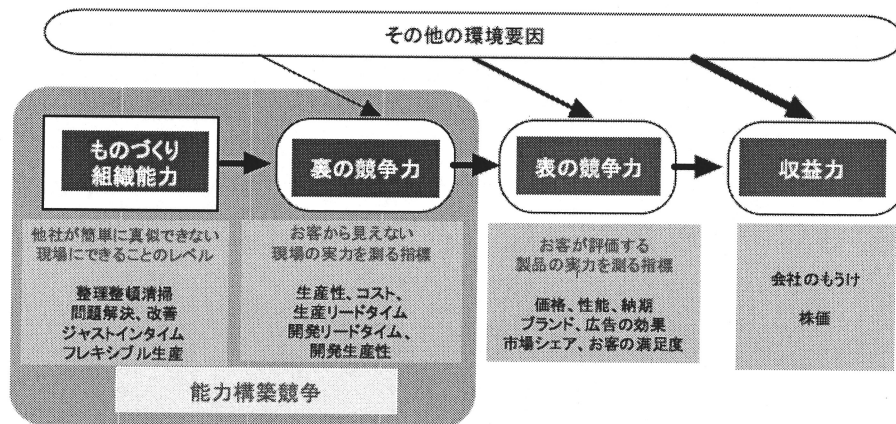 その他の環境要因
ものづくり
組織能力
裏の競争力
表の競争力
収益力
他社が簡単に真似できない
現場にできることのレベル
整理整頓清掃
問題解決、改善
ジャストインタイム
フレキシブル生産
お客から見えない
現場の実力を測る指標
生産性、コスト、
生産リードタイム
開発リードタイム、
開発生産性
お客が評価する
製品の実力を測る指標
価格、性能、納期
ブランド、広告の効果
市場シェア、お客の満足度
会社のもうけ
株価
能力構築競争